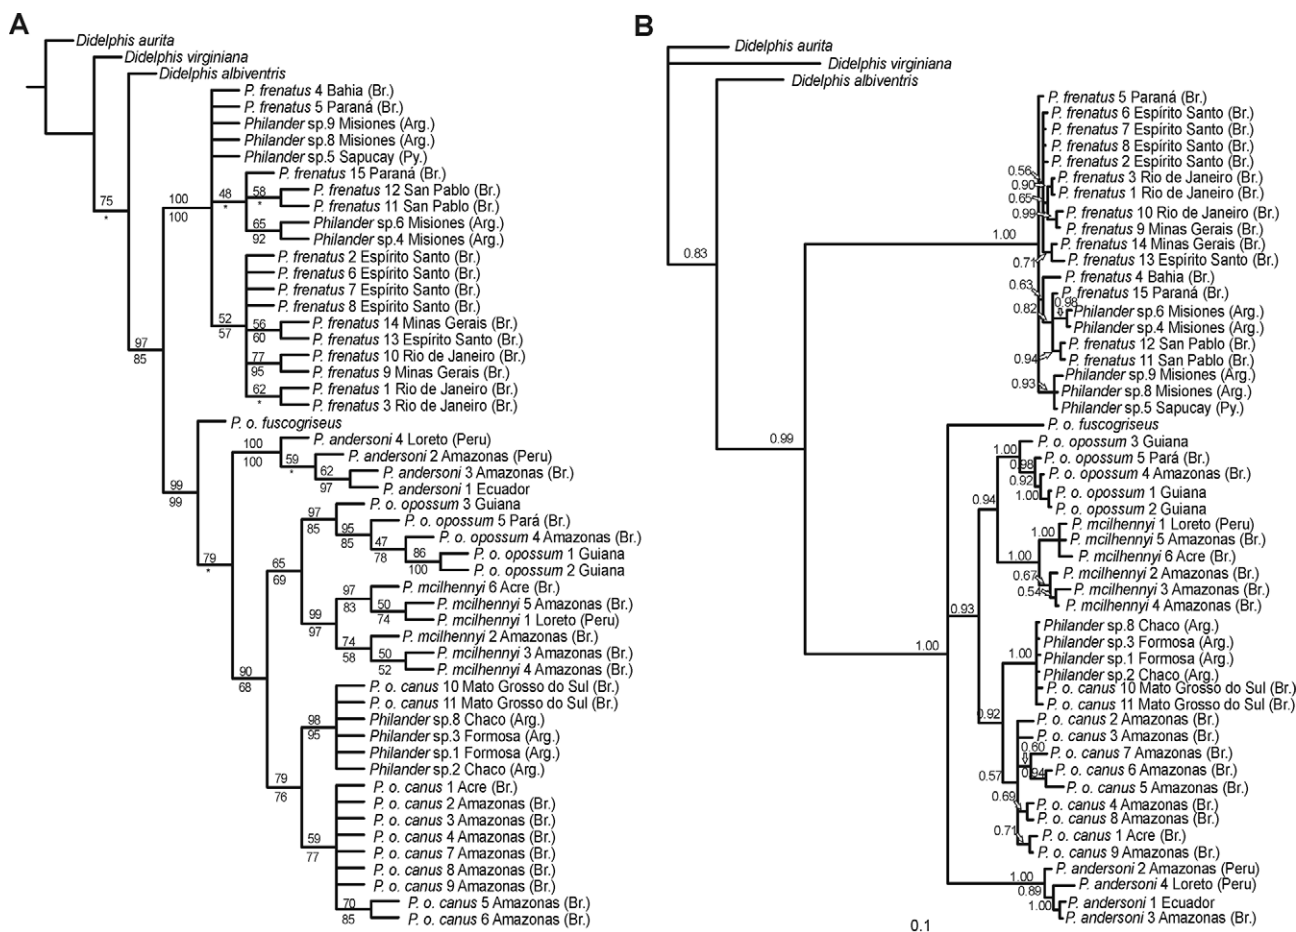 A
Didelphis aurita
Didelphis virginiana
Didelphis albiventris
P. frenatus 4 Bahia (Br.)
P. frenatus 5 Paraná (Br.)
Philander sp.9 Misiones (Arg.)
Philander sp.8 Misiones (Arg.)
Philander sp.5 Sapucay (Py.)
P. frenatus 15 Paraná (Br.)
P. frenatus 12 San Pablo (Br.)
P. frenatus 11 San Pablo (Br.)
Philander sp.6 Misiones (Arg.)
Philander sp.4 Misiones (Arg.)
P. frenatus 2 Espírito Santo (Br.)
P. frenatus 6 Espírito Santo (Br.)
P. frenatus 7 Espírito Santo (Br.)
P. frenatus 8 Espírito Santo (Br.)
P. frenatus 14 Minas Gerais (Br.)
P. frenatus 13 Espírito Santo (Br.)
P. frenatus 10 Rio de Janeiro (Br.)
P. frenatus 9 Minas Gerais (Br.)
P. frenatus 1 Rio de Janeiro (Br.)
P. frenatus 3 Rio de Janeiro (Br.)
P. o. fuscogriseus
P. andersoni 4 Loreto (Peru)
P. andersoni 2 Amazonas (Peru)
P. andersoni 3 Amazonas (Br.)
P. andersoni 1 Ecuador
P. o. opossum 3 Guiana
P. o. opossum 5 Pará (Br.)
P. o. opossum 4 Amazonas (Br.)
P. o. opossum 1 Guiana
P. o. opossum 2 Guiana
P. mcilhennyi 6 Acre (Br.)
P. mcilhennyi 5 Amazonas (Br.)
P. mcilhennyi 1 Loreto (Peru)
P. mcilhennyi 2 Amazonas (Br.)
P. mcilhennyi 3 Amazonas (Br.)
P. mcilhennyi 4 Amazonas (Br.)
P. o. canus 10 Mato Grosso do Sul (Br.)
P. o. canus 11 Mato Grosso do Sul (Br.)
Philander sp.8 Chaco (Arg.)
Philander sp.3 Formosa (Arg.)
Philander sp.1 Formosa (Arg.)
Philander sp.2 Chaco (Arg.)
P. o. canus 1 Acre (Br.)
P. o. canus 2 Amazonas (Br.)
P. o. canus 3 Amazonas (Br.)
P. o. canus 4 Amazonas (Br.)
P. o. canus 7 Amazonas (Br.)
P. o. canus 8 Amazonas (Br.)
P. o. canus 9 Amazonas (Br.)
P. o. canus 5 Amazonas (Br.)
P. o. canus 6 Amazonas (Br.)
75
*
97
85
100
100
48
*
58
*
65
92
52
57
56
60
77
95
62
*
99
99
79
*
100
100
59
*
62
97
90
68
65
69
97
85
95
85
47
78
86
100
99
97
97
83
50
74
74
58
50
52
79
76
98
95
59
77
70
85
B
Didelphis aurita
Didelphis virginiana
Didelphis albiventris
P. frenatus 5 Paraná (Br.)
P. frenatus 6 Espírito Santo (Br.)
P. frenatus 7 Espírito Santo (Br.)
P. frenatus 8 Espírito Santo (Br.)
P. frenatus 2 Espírito Santo (Br.)
P. frenatus 3 Rio de Janeiro (Br.)
P. frenatus 1 Rio de Janeiro (Br.)
P. frenatus 10 Rio de Janeiro (Br.)
P. frenatus 9 Minas Gerais (Br.)
P. frenatus 14 Minas Gerais (Br.)
P. frenatus 13 Espírito Santo (Br.)
P. frenatus 4 Bahia (Br.)
P. frenatus 15 Paraná (Br.)
Philander sp.6 Misiones (Arg.)
Philander sp.4 Misiones (Arg.)
P. frenatus 12 San Pablo (Br.)
P. frenatus 11 San Pablo (Br.)
Philander sp.9 Misiones (Arg.)
Philander sp.8 Misiones (Arg.)
Philander sp.5 Sapucay (Py.)
P. o. fuscogriseus
P. o. opossum 3 Guiana
P. o. opossum 5 Pará (Br.)
P. o. opossum 4 Amazonas (Br.)
P. o. opossum 1 Guiana
P. o. opossum 2 Guiana
P. mcilhennyi 1 Loreto (Peru)
P. mcilhennyi 5 Amazonas (Br.)
P. mcilhennyi 6 Acre (Br.)
P. mcilhennyi 2 Amazonas (Br.)
P. mcilhennyi 3 Amazonas (Br.)
P. mcilhennyi 4 Amazonas (Br.)
Philander sp.8 Chaco (Arg.)
Philander sp.3 Formosa (Arg.)
Philander sp.1 Formosa (Arg.)
Philander sp.2 Chaco (Arg.)
P. o. canus 10 Mato Grosso do Sul (Br.)
P. o. canus 11 Mato Grosso do Sul (Br.)
P. o. canus 2 Amazonas (Br.)
P. o. canus 3 Amazonas (Br.)
P. o. canus 7 Amazonas (Br.)
P. o. canus 6 Amazonas (Br.)
P. o. canus 5 Amazonas (Br.)
P. o. canus 4 Amazonas (Br.)
P. o. canus 8 Amazonas (Br.)
P. o. canus 1 Acre (Br.)
P. o. canus 9 Amazonas (Br.)
P. andersoni 2 Amazonas (Peru)
P. andersoni 4 Loreto (Peru)
P. andersoni 1 Ecuador
P. andersoni 3 Amazonas (Br.)
0.83
0.99
1.00
0.56
0.90
0.65
0.99
0.71
0.63
0.82
0.98
0.94
0.93
1.00
0.93
0.94
1.00
0.98
0.92
1.00
1.00
1.00
0.67
0.54
0.92
1.00
0.57
0.60
0.94
0.69
0.71
1.00
0.89
1.00
0.1